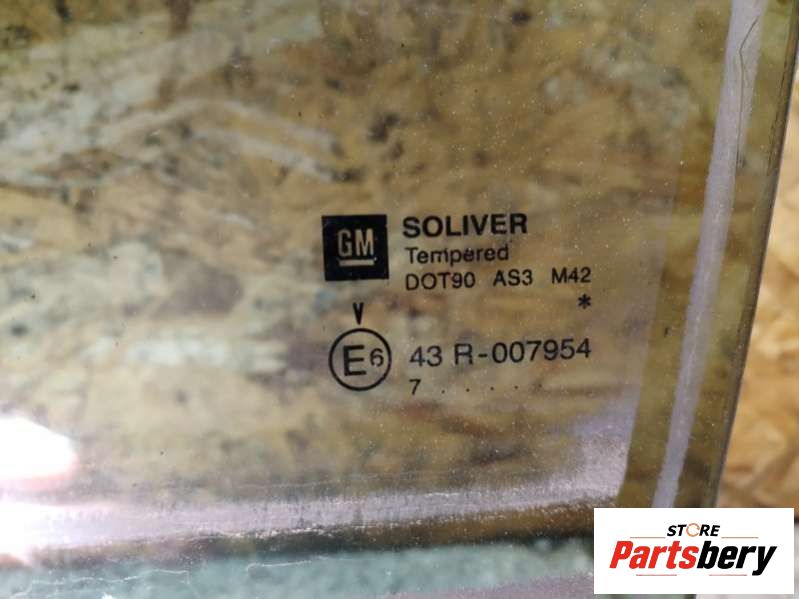 GM
SOLIVER
Tempered
DOT90 AS3 M42
*
V
E6 43 R-007954
7 . . . . . .
STORE
Partsbery